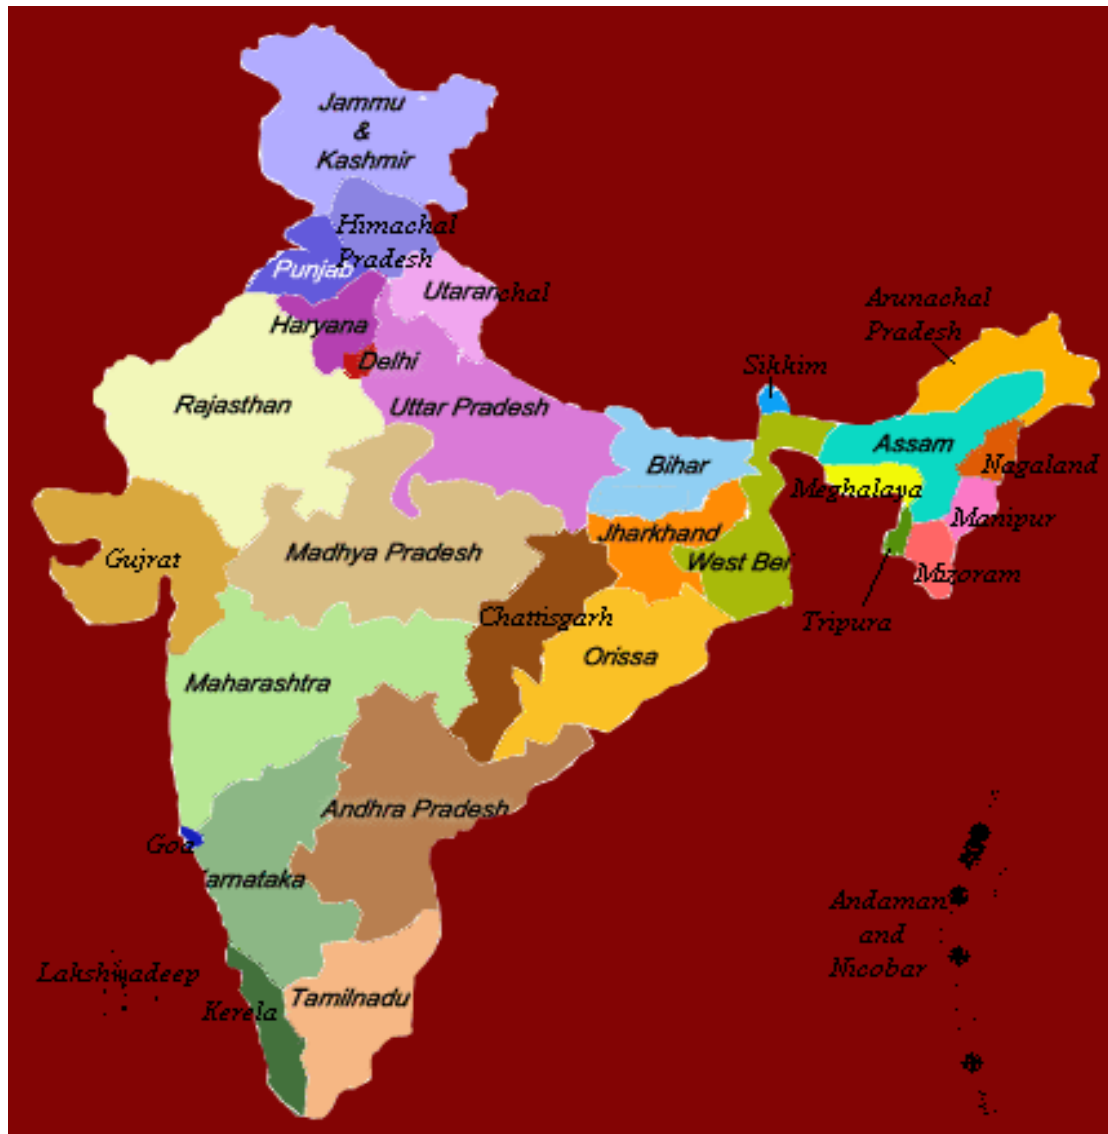 Jammu
&
Kashmir
Himachal
Pradesh
Punjab
Utaranchal
Haryana
Delhi
Arunachal
Pradesh
Sikkim
Rajasthan
Uttar Pradesh
Assam
Bihar
Nagaland
Meghalaya
Manipur
Jharkhand
Madhya Pradesh
Gujrat
West Ben
Mizoram
Chattisgarh
Tripura
Orissa
Maharashtra
Andhra Pradesh
Goa
Karnataka
Andaman
and
Nicobar
Lakshwadeep
Tamilnadu
Kerela